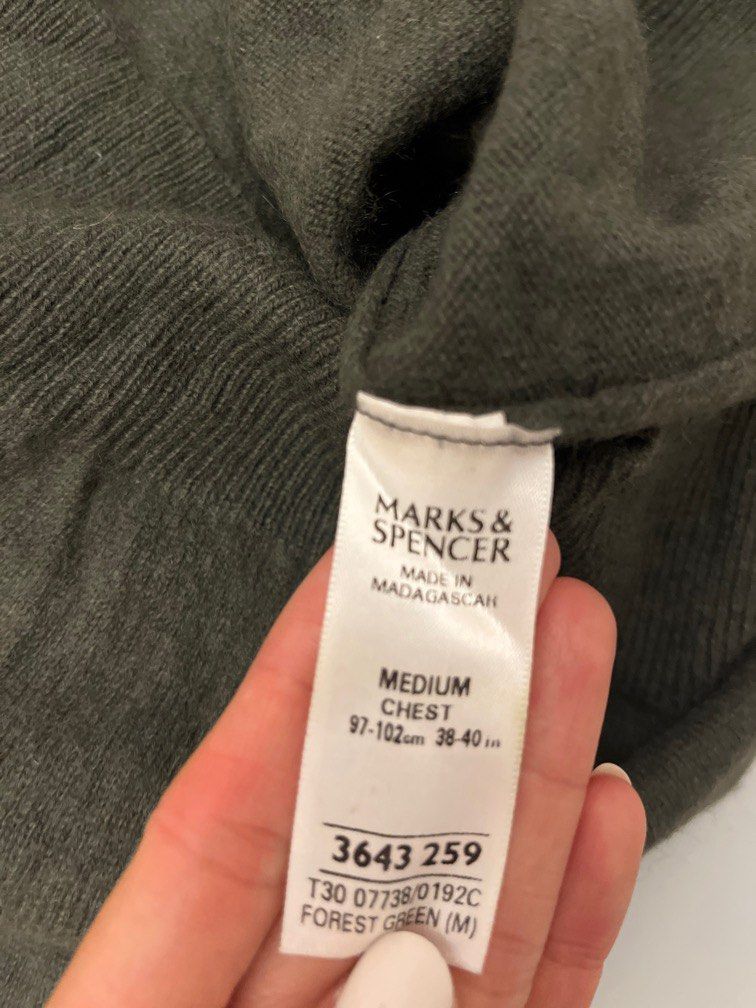 MARKS &
SPENCER
MADE IN
MADAGASCAR
MEDIUM
CHEST
97-102cm 38-40in
3643 259
T30 07738/0192C
FOREST GREEN (M)